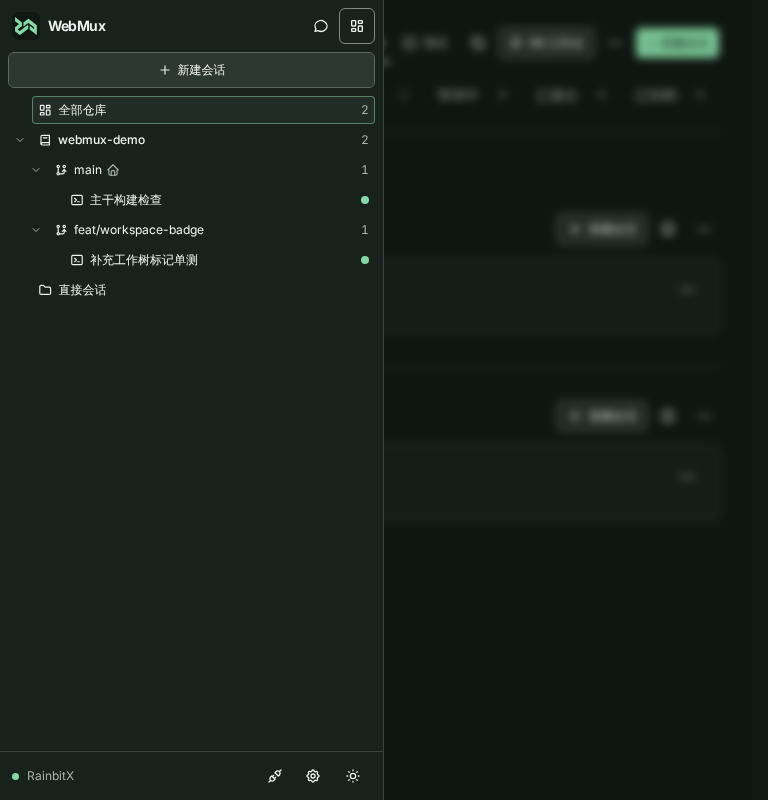 WebMux
新建会话
全部仓库 2
webmux-demo 2
main 1
主干构建检查
feat/workspace-badge 1
补充工作树标记单测
直接会话
RainbitX